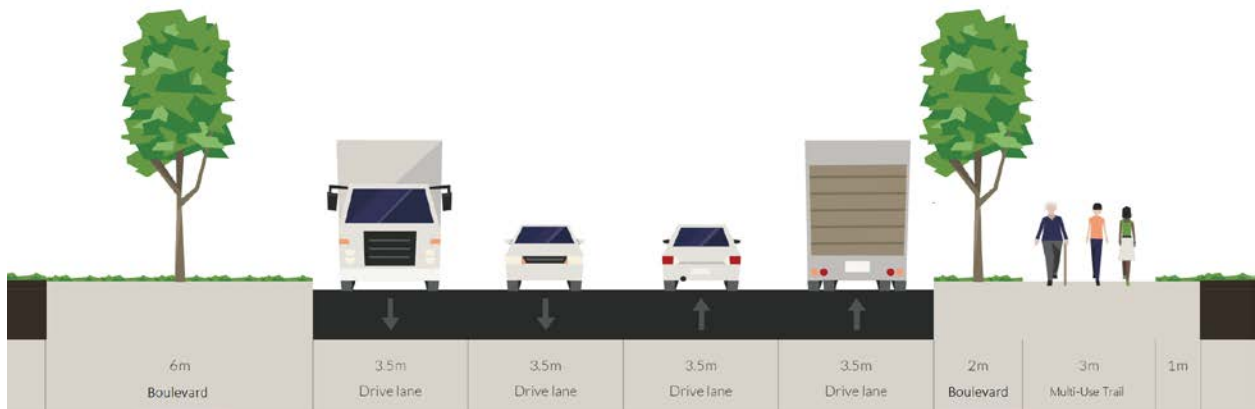 6m
Boulevard
3.5m
Drive lane
3.5m
Drive lane
3.5m
Drive lane
3.5m
Drive lane
2m
Boulevard
3m
Multi-Use Trail
1m